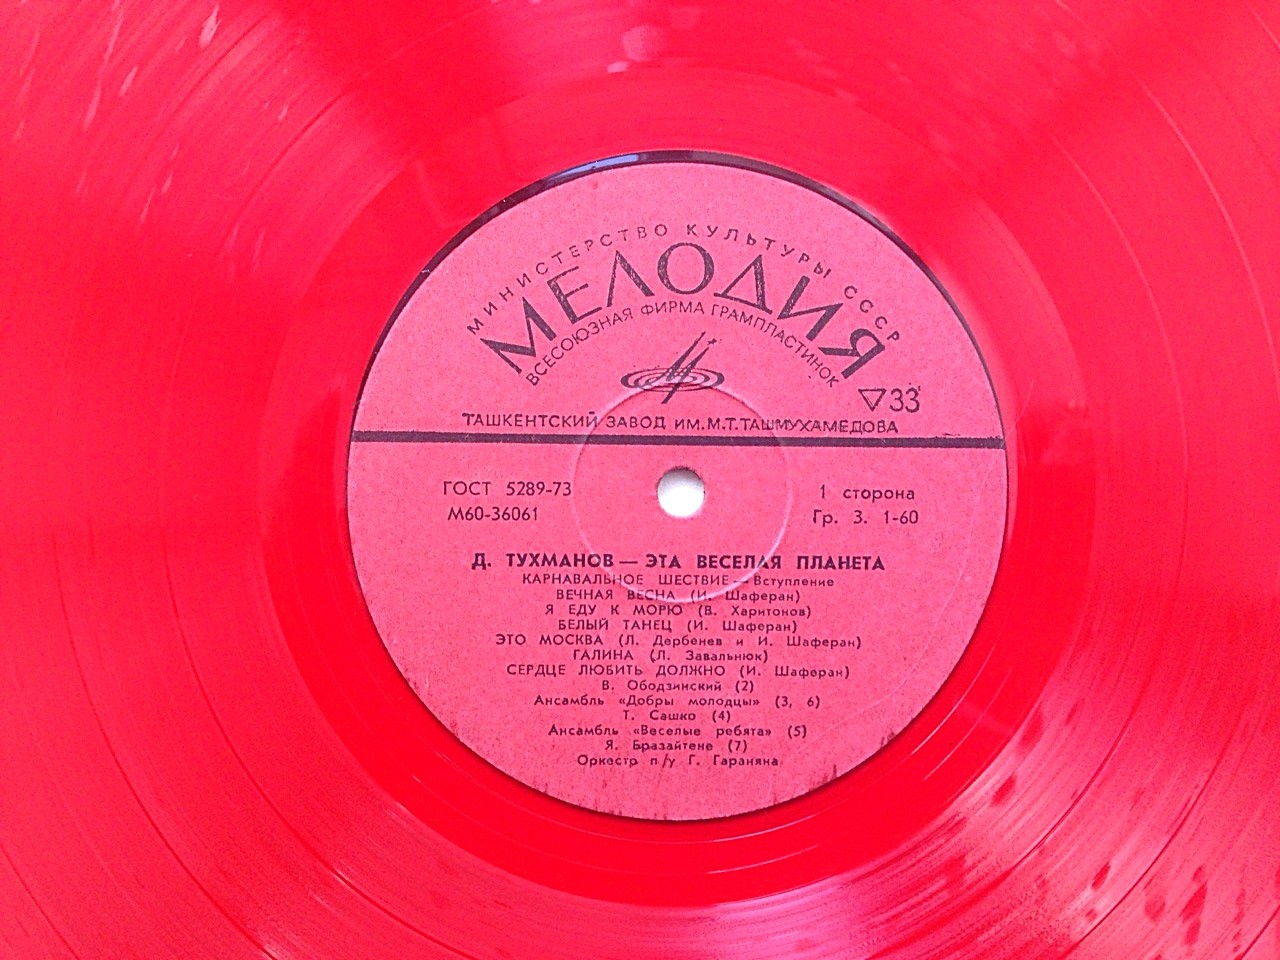 МИНИСТЕРСТВО КУЛЬТУРЫ СССР
МЕЛОДИЯ
ВСЕСОЮЗНАЯ ФИРМА ГРАМПЛАСТИНОК
33
ТАШКЕНТСКИЙ ЗАВОД ИМ.М.Т.ТАШМУХАМЕДОВА
ГОСТ 5289-73
М60-36061
1 сторона
Гр. 3. 1-60
Д. ТУХМАНОВ — ЭТА ВЕСЕЛАЯ ПЛАНЕТА
КАРНАВАЛЬНОЕ ШЕСТВИЕ — Вступление
ВЕЧНАЯ ВЕСНА (И. Шаферан)
Я ЕДУ К МОРЮ (В. Харитонов)
БЕЛЫЙ ТАНЕЦ (И. Шаферан)
ЭТО МОСКВА (Л. Дербенев и И. Шаферан)
ГАЛИНА (Л. Завальнюк)
СЕРДЦЕ ЛЮБИТЬ ДОЛЖНО (И. Шаферан)
В. Ободзинский (2)
Ансамбль «Добры молодцы» (3, 6)
Т. Сашко (4)
Ансамбль «Веселые ребята» (5)
Я. Бразайтене (7)
Оркестр п/у Г. Гараняна